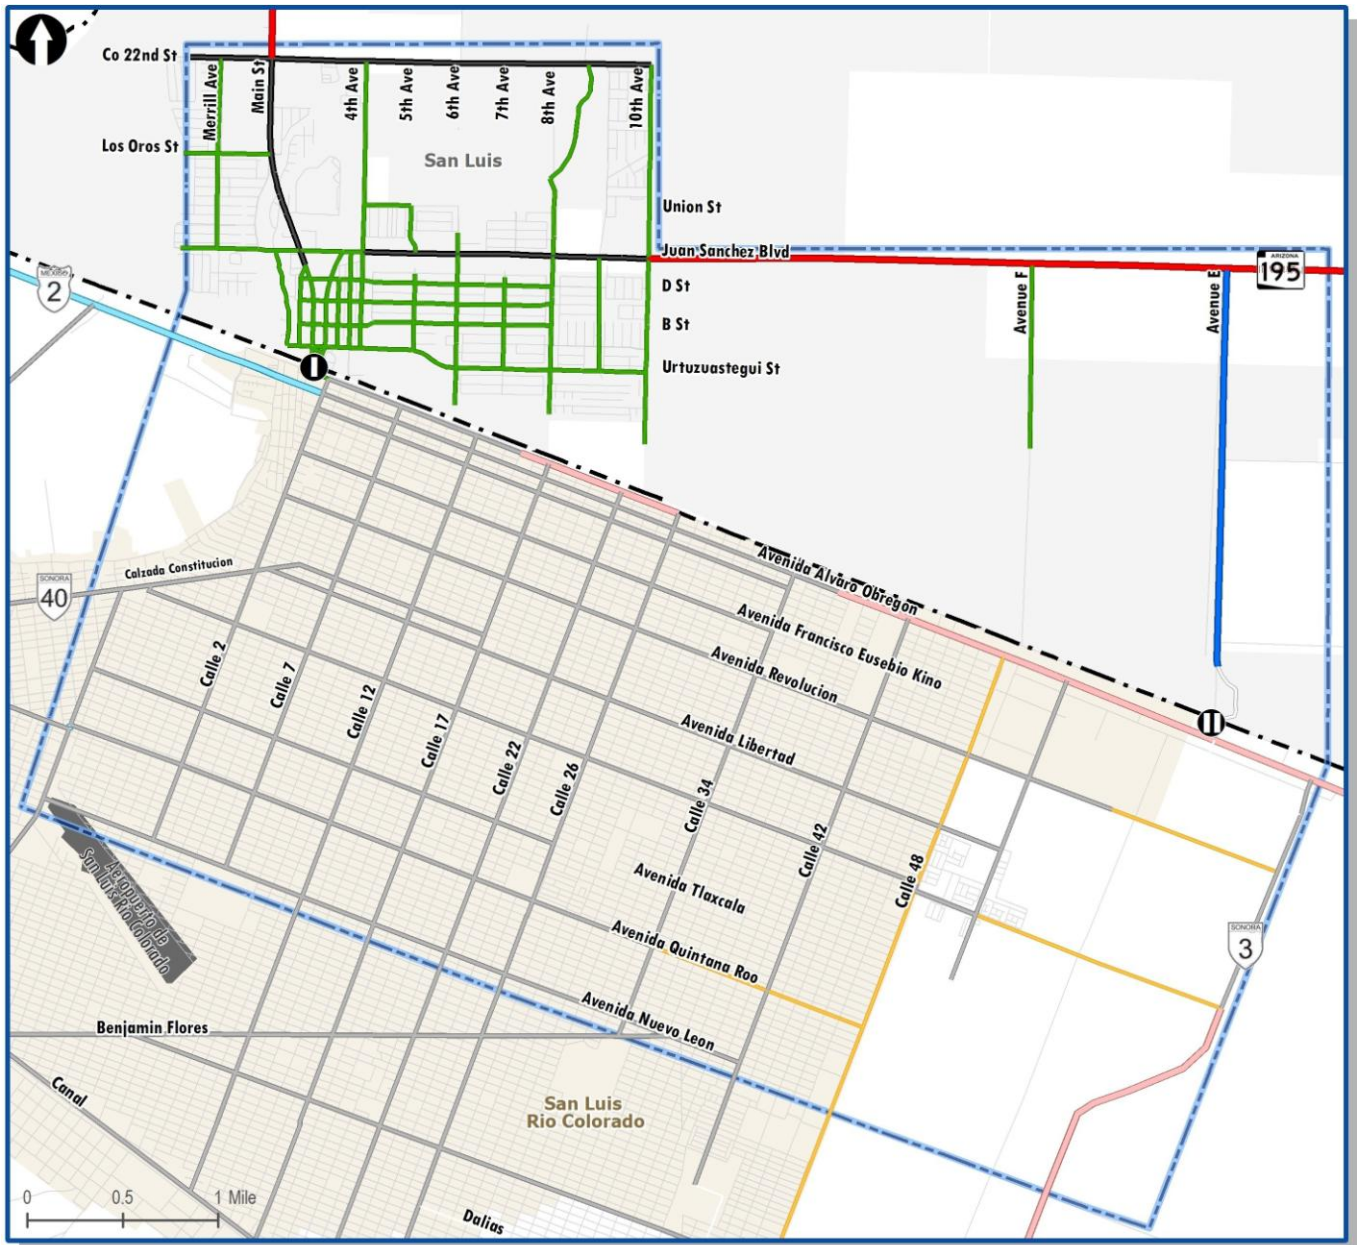 Co 22nd St
Merrill Ave
Main St
4th Ave
5th Ave
6th Ave
7th Ave
8th Ave
10th Ave
Los Oros St
San Luis
Union St
Juan Sanchez Blvd
ARIZONA
195
MEXICO
2
D St
Avenue F
Avenue E
B St
I
Urtuzuastegui St
Avenida Alvaro Obregon
Calzada Constitucion
SONORA
40
Avenida Francisco Eusebio Kino
Avenida Revolucion
Calle 2
Calle 7
Calle 12
Calle 17
Calle 22
Calle 26
Calle 34
Calle 42
Calle 48
Avenida Libertad
II
Aeropuerto de
San Luis Rio Colorado
Avenida Tlaxcala
Avenida Quintana Roo
SONORA
3
Avenida Nuevo Leon
Benjamin Flores
Canal
San Luis
Rio Colorado
0 0.5 1 Mile
Dalias